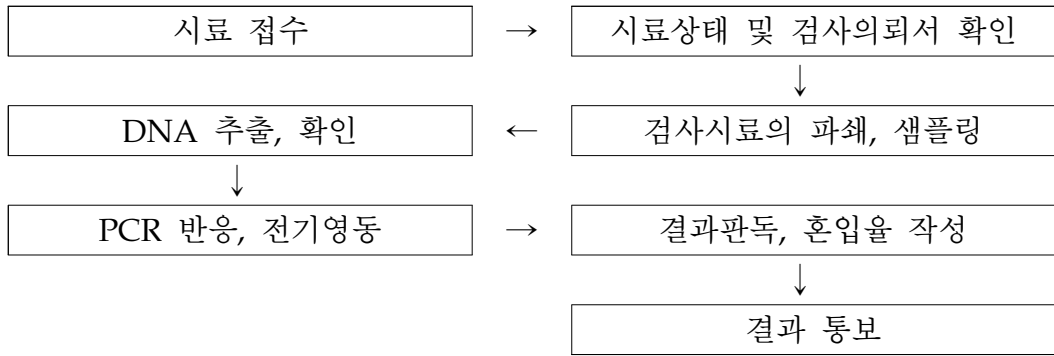 시료 접수 → 시료상태 및 검사의뢰서 확인
↓
DNA 추출, 확인 ← 검사시료의 파쇄, 샘플링
↓
PCR 반응, 전기영동 → 결과판독, 혼입율 작성
↓
결과 통보